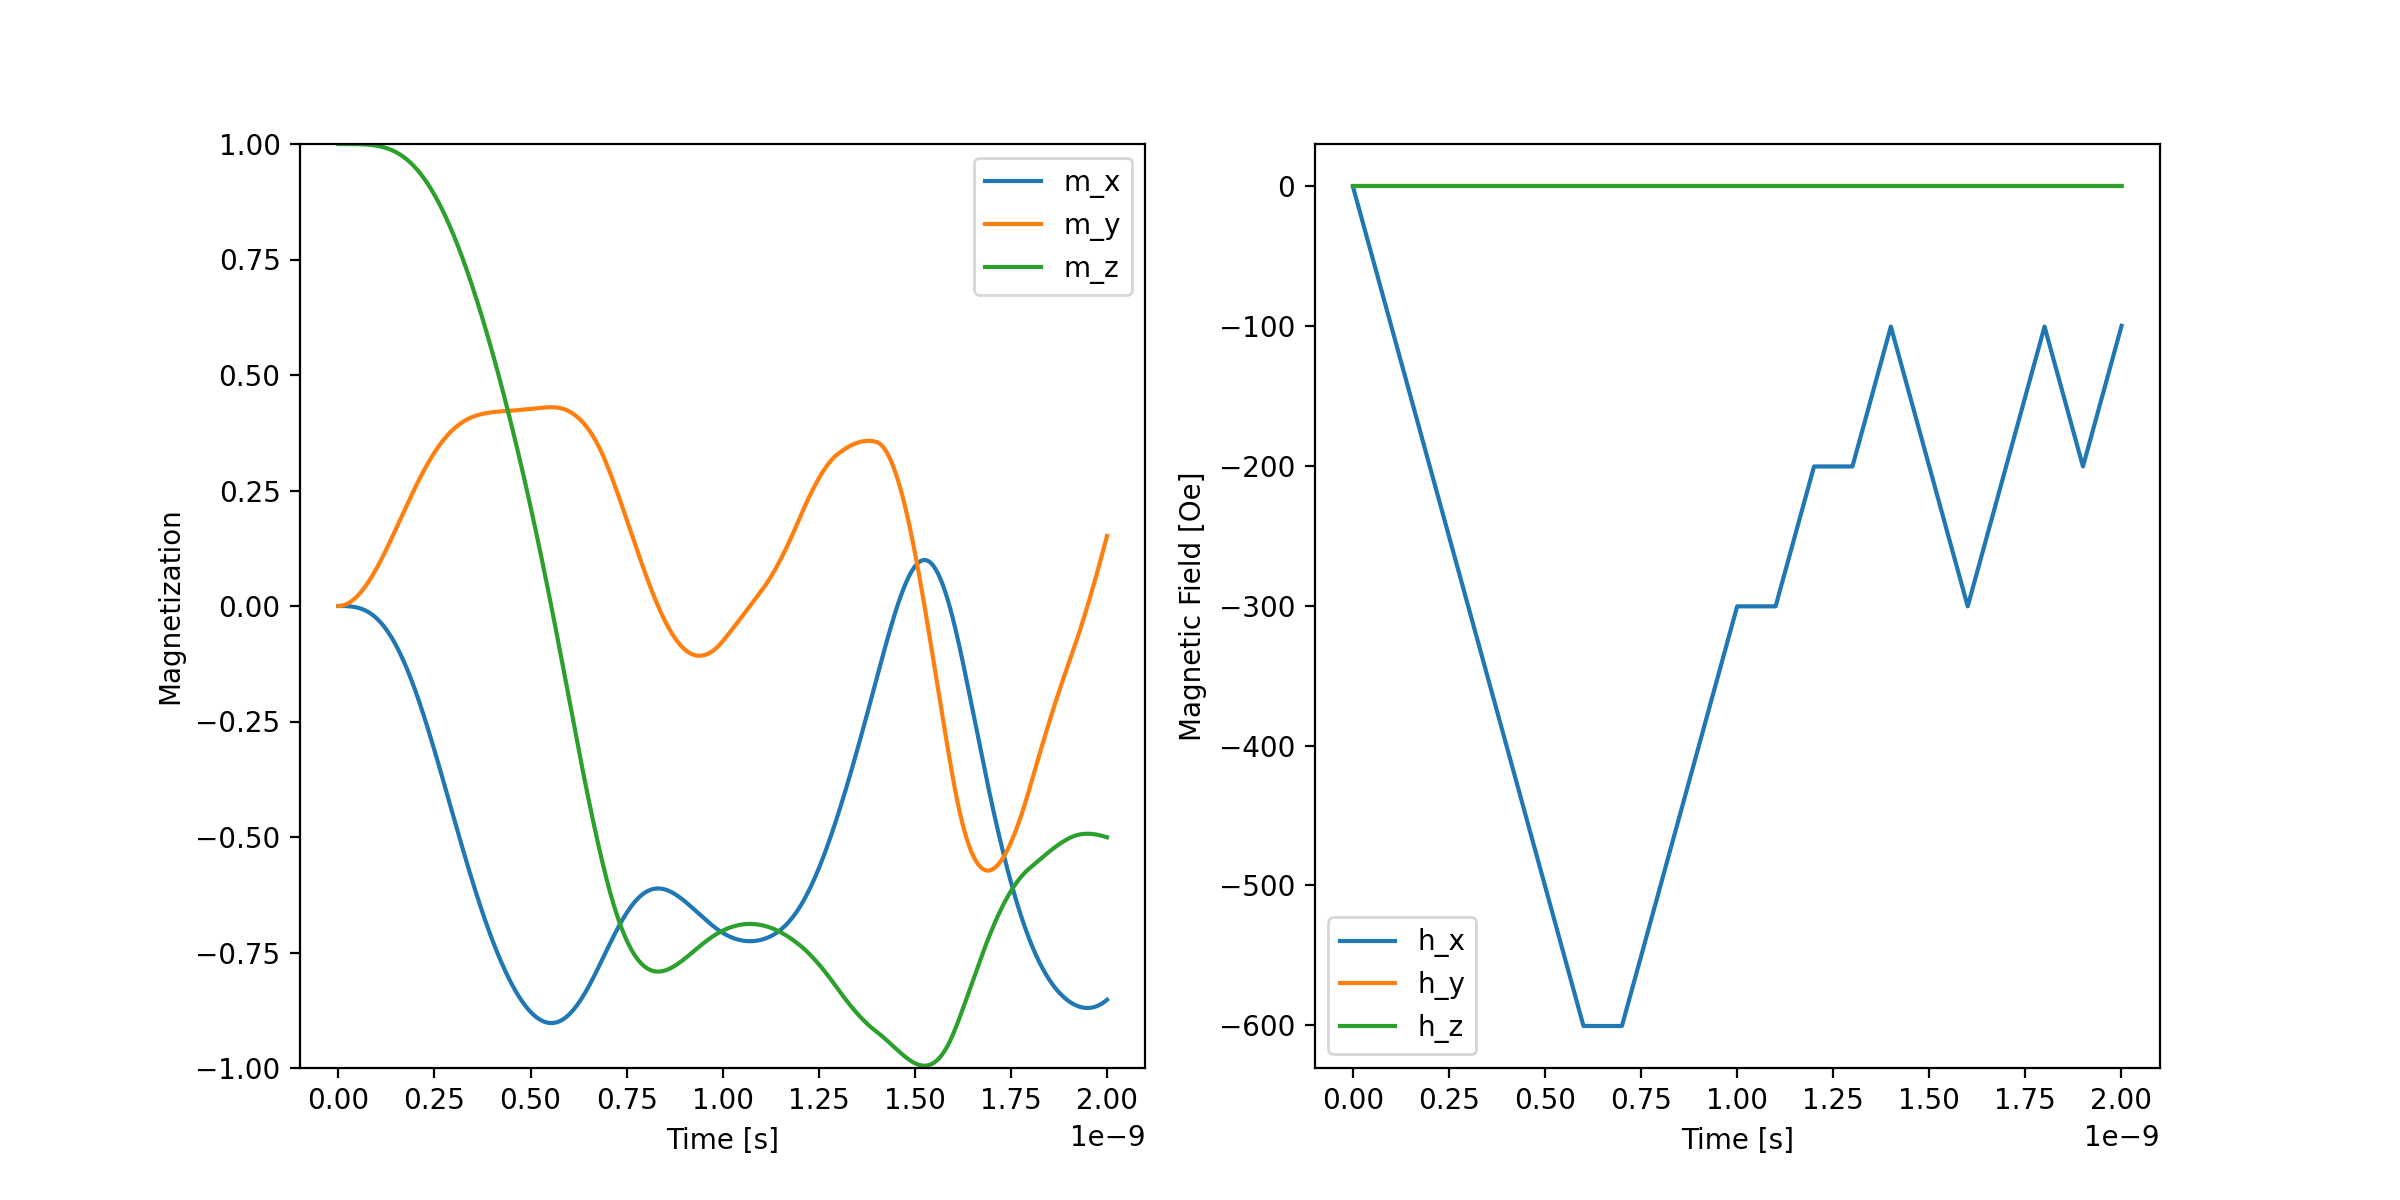 1.00
0.75
0.50
0.25
0.00
−0.25
−0.50
−0.75
−1.00
Magnetization
m_x
m_y
m_z
0.00 0.25 0.50 0.75 1.00 1.25 1.50 1.75 2.00
Time [s]
1e−9
0
−100
−200
−300
−400
−500
−600
Magnetic Field [Oe]
h_x
h_y
h_z
0.00 0.25 0.50 0.75 1.00 1.25 1.50 1.75 2.00
Time [s]
1e−9